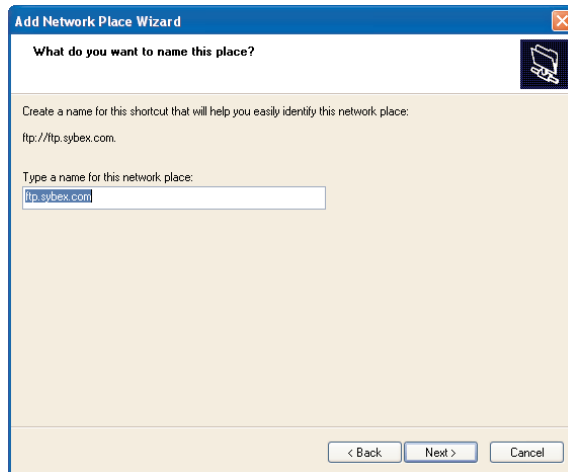 Add Network Place Wizard
What do you want to name this place?
Create a name for this shortcut that will help you easily identify this network place:
ftp://ftp.sybex.com.
Type a name for this network place:
ftp.sybex.com
< Back Next > Cancel